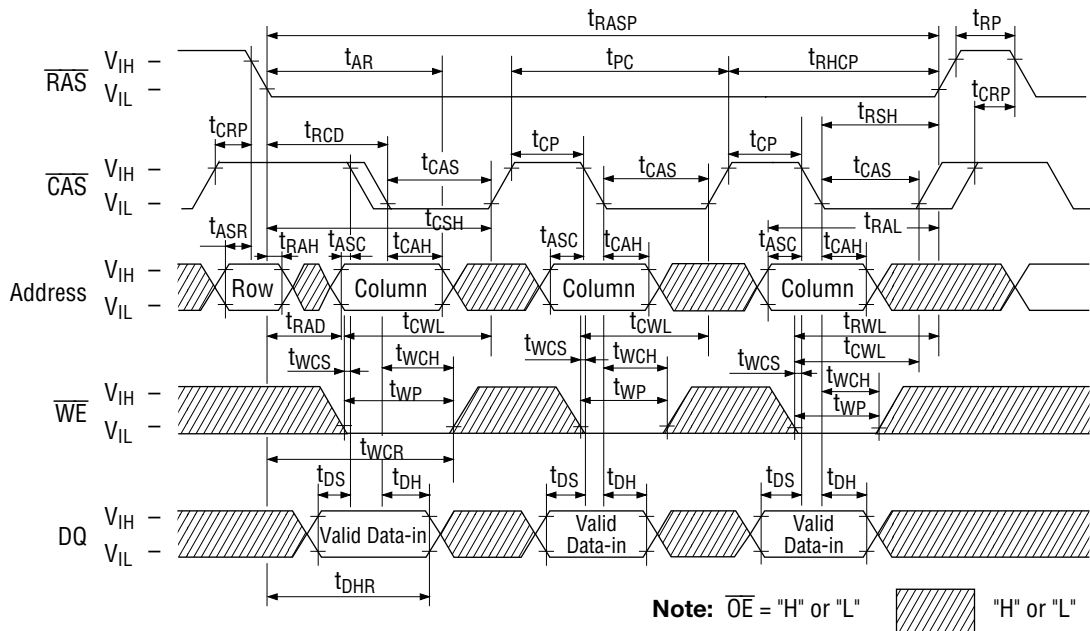 tRASP tRP
tAR tPC tRHCP
RAS VIH –
VIL –
tCRP tRCD tCP tCP tRSH tCRP
CAS VIH –
VIL –
tCAS tCAS tCAS
tCSH tRAL
tASR tRAH tASC tCAH tASC tCAH tASC tCAH
Address VIH –
VIL –
Row Column Column Column
tRAD tCWL tCWL tRWL
tWCS tWCH tWCS tWCH tWCS tCWL
tWCH
WE VIH –
VIL –
tWP tWP tWP
tWCR
tDS tDH tDS tDH tDS tDH
DQ VIH –
VIL –
Valid Data-in Valid Data-in Valid Data-in
tDHR
Note: OE = "H" or "L" "H" or "L"